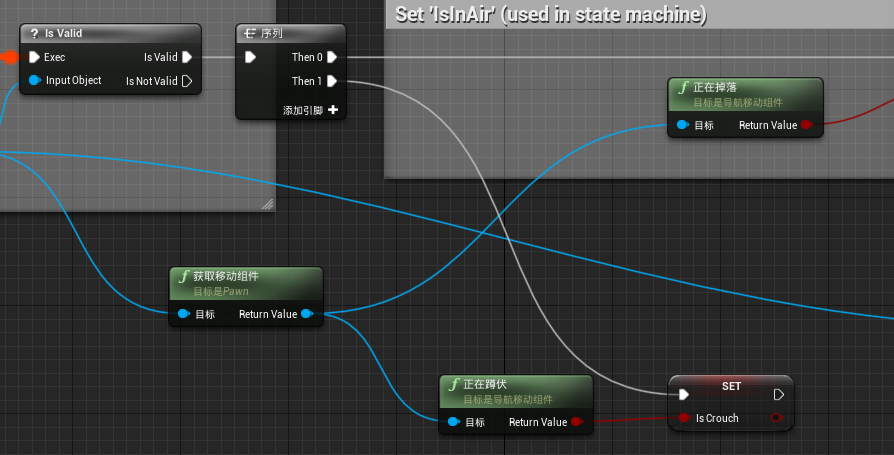 Set 'IsInAir' (used in state machine)
? Is Valid
Exec
Is Valid
Input Object
Is Not Valid
序列
Then 0
Then 1
添加引脚
f 正在掉落
目标是导航移动组件
目标
Return Value
f 获取移动组件
目标是Pawn
目标
Return Value
f 正在蹲伏
目标是导航移动组件
目标
Return Value
SET
Is Crouch